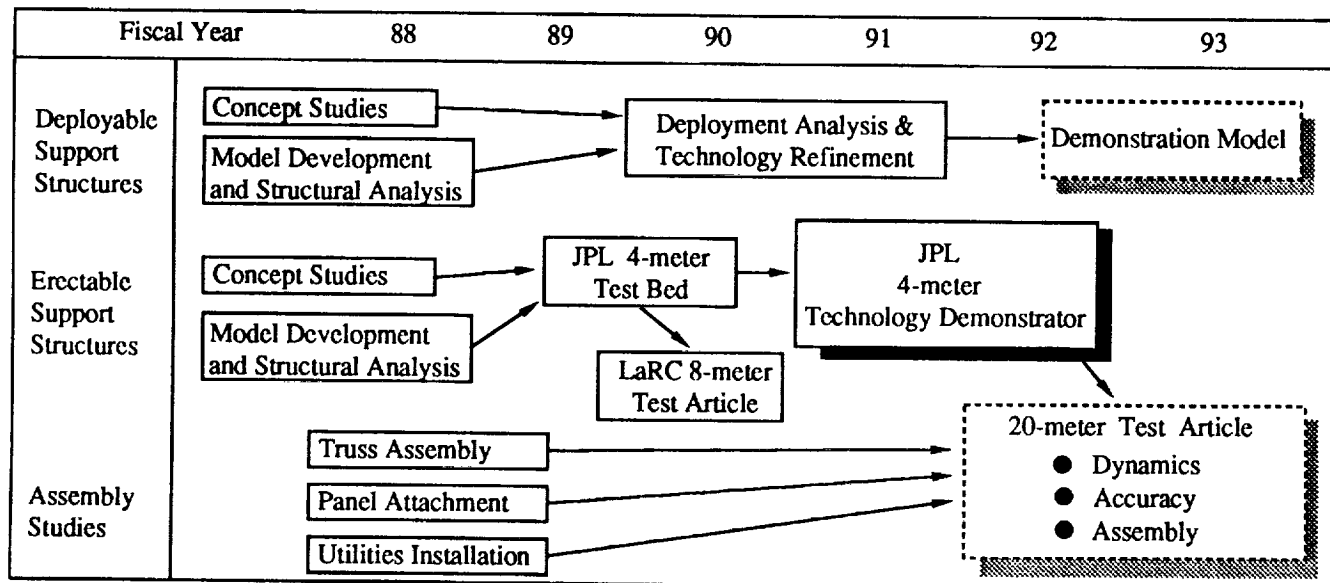 Fiscal Year 88 89 90 91 92 93
Deployable
Support
Structures
Concept Studies
Model Development
and Structural Analysis
Deployment Analysis &
Technology Refinement
Demonstration Model
Erectable
Support
Structures
Concept Studies
Model Development
and Structural Analysis
JPL 4-meter
Test Bed
LaRC 8-meter
Test Article
JPL
4-meter
Technology Demonstrator
Assembly
Studies
Truss Assembly
Panel Attachment
Utilities Installation
20-meter Test Article
● Dynamics
● Accuracy
● Assembly